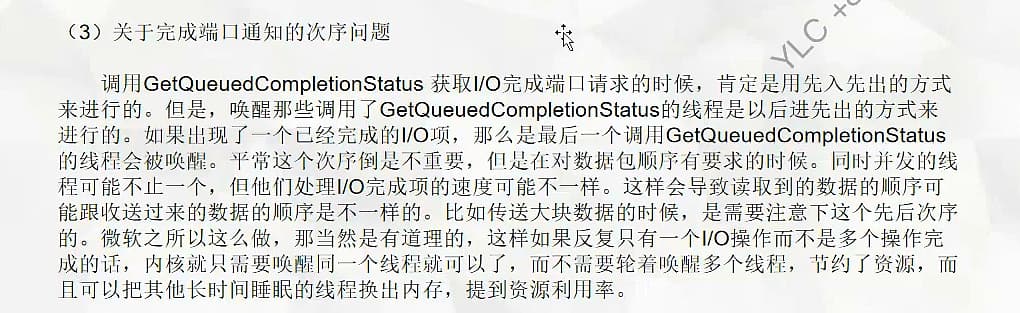 （3）关于完成端口通知的次序问题
YLC +
调用GetQueuedCompletionStatus 获取I/O完成端口请求的时候，肯定是用先入先出的方式
来进行的。但是，唤醒那些调用了GetQueuedCompletionStatus的线程是以后进先出的方式来
进行的。如果出现了一个已经完成的I/O项，那么是最后一个调用GetQueuedCompletionStatus
的线程会被唤醒。平常这个次序倒是不重要，但是在对数据包顺序有要求的时候。同时并发的线
程可能不止一个，但他们处理I/O完成项的速度可能不一样。这样会导致读取到的数据的顺序可
能跟收送过来的数据的顺序是不一样的。比如传送大块数据的时候，是需要注意下这个先后次序
的。微软之所以这么做，那当然是有道理的，这样如果反复只有一个I/O操作而不是多个操作完
成的话，内核就只需要唤醒同一个线程就可以了，而不需要轮着唤醒多个线程，节约了资源，而
且可以把其他长时间睡眠的线程换出内存，提到资源利用率。